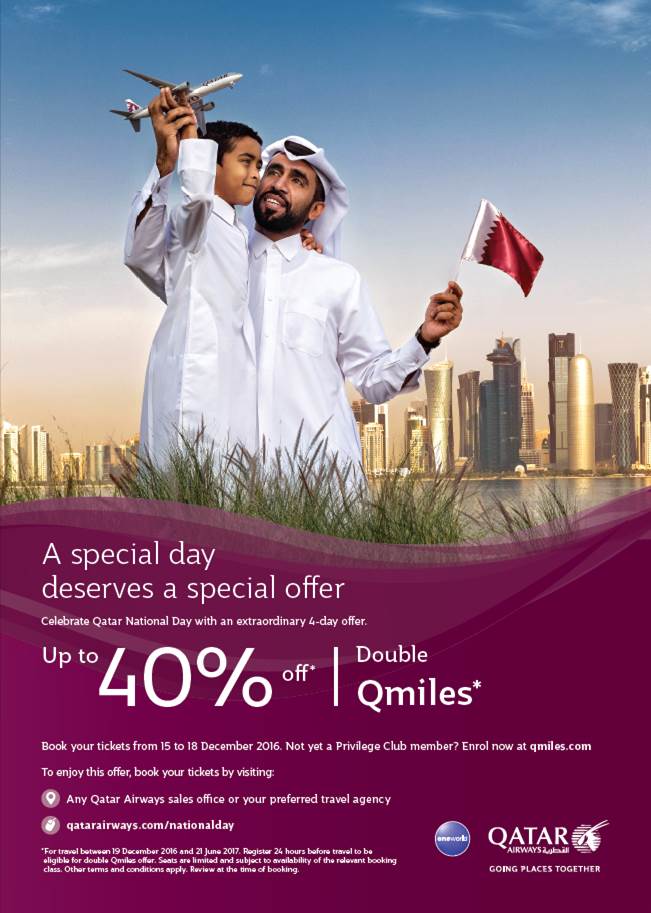 QATAR
A special day
deserves a special offer
Celebrate Qatar National Day with an extraordinary 4-day offer.
Up to 40% off*
Double
Qmiles*
Book your tickets from 15 to 18 December 2016. Not yet a Privilege Club member? Enrol now at qmiles.com
To enjoy this offer, book your tickets by visiting:
Any Qatar Airways sales office or your preferred travel agency
qatarairways.com/nationalday
*For travel between 19 December 2016 and 21 June 2017. Register 24 hours before travel to be
eligible for double Qmiles offer. Seats are limited and subject to availability of the relevant booking
class. Other terms and conditions apply. Review at the time of booking.
oneworld
QATAR
AIRWAYS القطرية
GOING PLACES TOGETHER